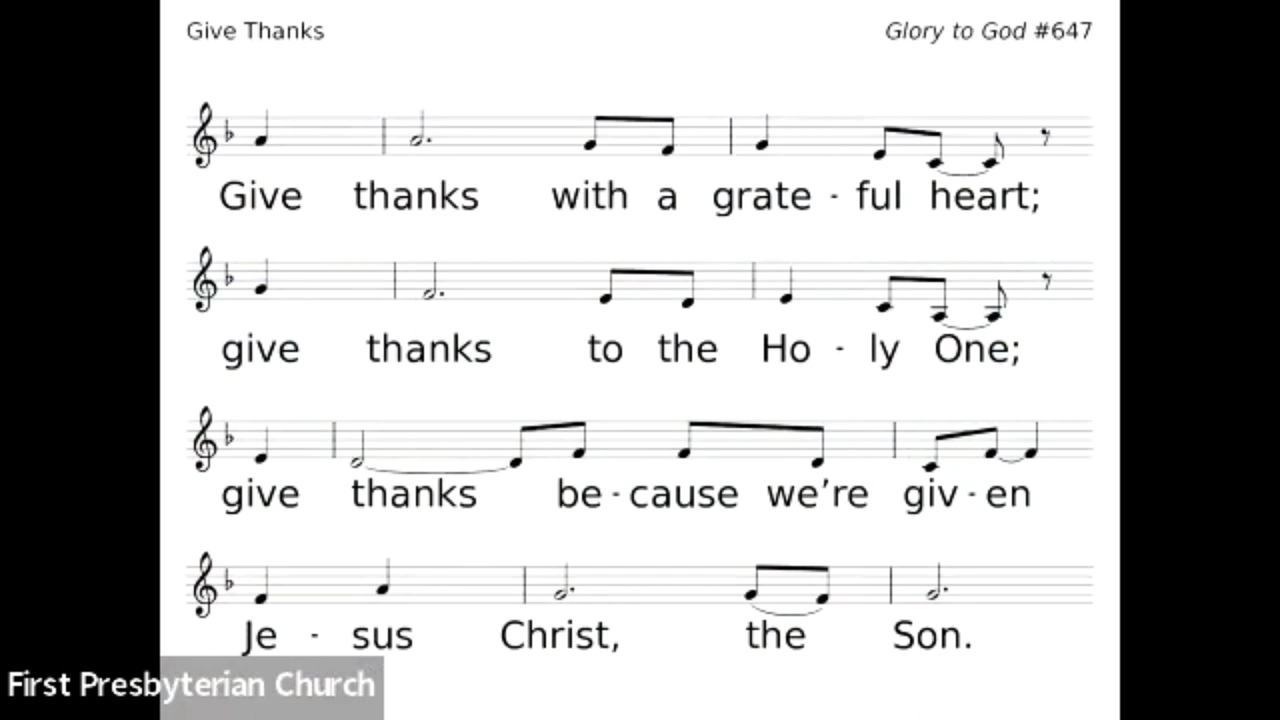 Give Thanks
Glory to God #647
Give thanks with a grate - ful heart;
give thanks to the Ho - ly One;
give thanks be - cause we’re giv - en
Je - sus Christ, the Son.
First Presbyterian Church